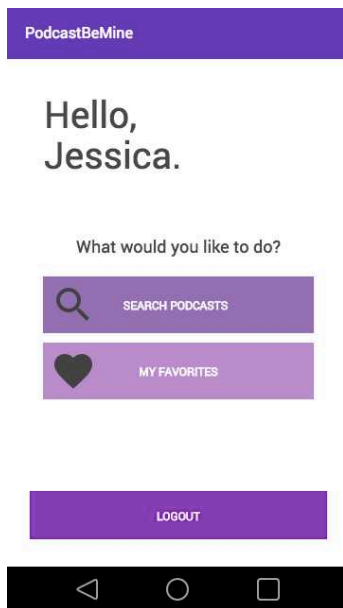 PodcastBeMine
Hello,
Jessica.
What would you like to do?
SEARCH PODCASTS
MY FAVORITES
LOGOUT